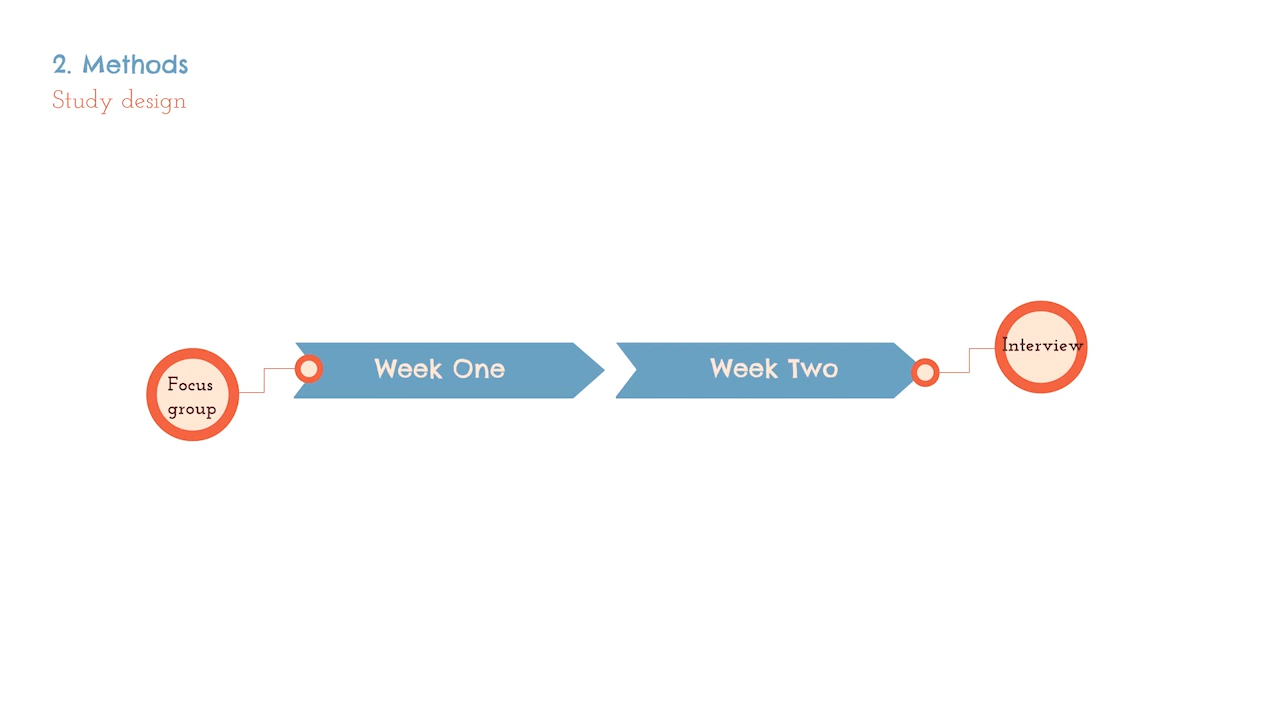 2. Methods
Study design
Focus
group
Week One
Week Two
Interview